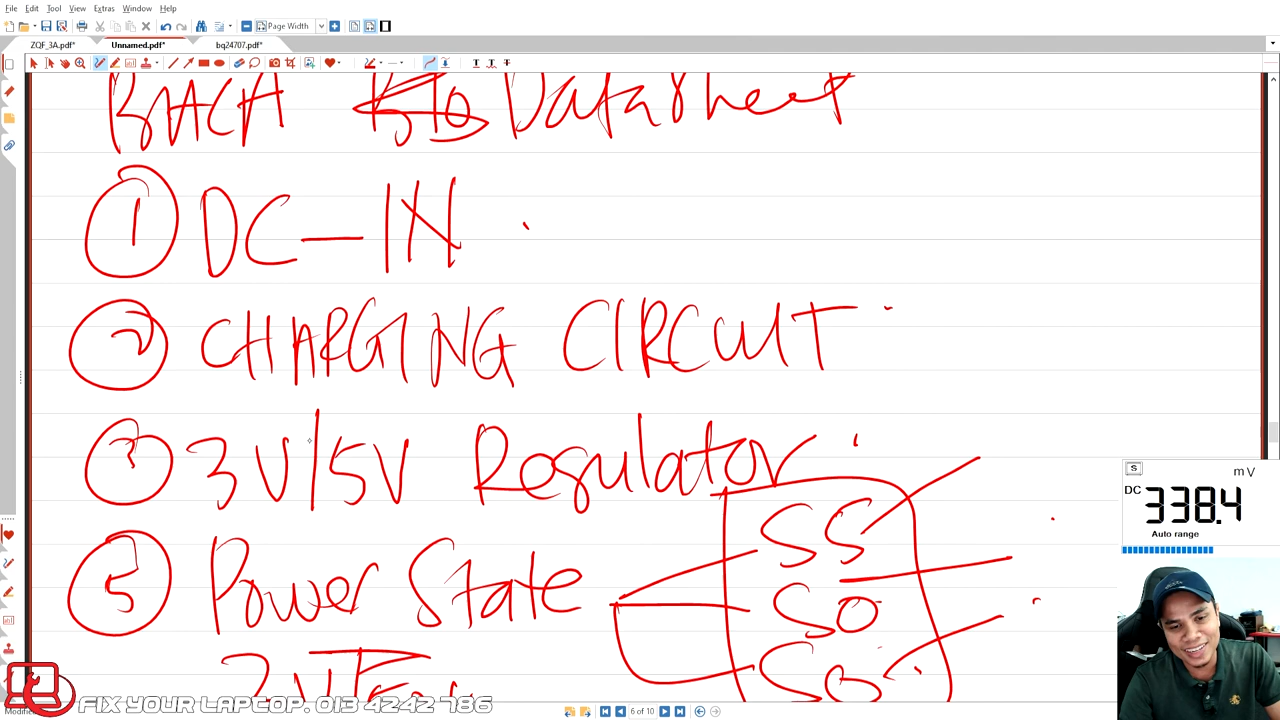 File Edit View Tool Extras Window Help
Page Width
ZQF_3A.pdf* Unnamed.pdf* bq24707.pdf*
BACA Datasheet
1 DC-IN
2 CHARGING CIRCUIT
3 3V/5V Regulator
S5
5 Power State
S0
FIX YOUR LAPTOP. 013 4242 786
S mV
DC 338.4
Auto range
6 of 10